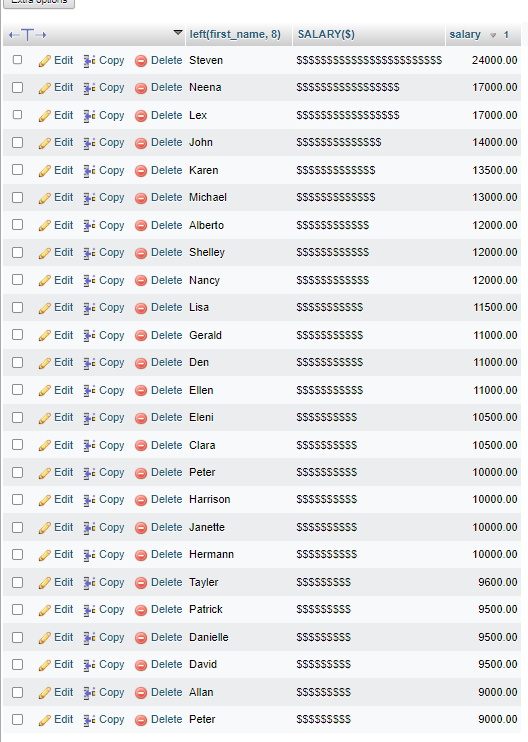 Extra options
←T→ left(first_name, 8) SALARY($) salary 1
Edit Copy Delete Steven $$$$$$$$$$$$$$$$$$$$$$$$ 24000.00
Edit Copy Delete Neena $$$$$$$$$$$$$$$$$ 17000.00
Edit Copy Delete Lex $$$$$$$$$$$$$$$$$ 17000.00
Edit Copy Delete John $$$$$$$$$$$$$$ 14000.00
Edit Copy Delete Karen $$$$$$$$$$$$$ 13500.00
Edit Copy Delete Michael $$$$$$$$$$$$$ 13000.00
Edit Copy Delete Alberto $$$$$$$$$$$$ 12000.00
Edit Copy Delete Shelley $$$$$$$$$$$$ 12000.00
Edit Copy Delete Nancy $$$$$$$$$$$$ 12000.00
Edit Copy Delete Lisa $$$$$$$$$$$ 11500.00
Edit Copy Delete Gerald $$$$$$$$$$$ 11000.00
Edit Copy Delete Den $$$$$$$$$$$ 11000.00
Edit Copy Delete Ellen $$$$$$$$$$$ 11000.00
Edit Copy Delete Eleni $$$$$$$$$$ 10500.00
Edit Copy Delete Clara $$$$$$$$$$ 10500.00
Edit Copy Delete Peter $$$$$$$$$$ 10000.00
Edit Copy Delete Harrison $$$$$$$$$$ 10000.00
Edit Copy Delete Janette $$$$$$$$$$ 10000.00
Edit Copy Delete Hermann $$$$$$$$$$ 10000.00
Edit Copy Delete Tayler $$$$$$$$$ 9600.00
Edit Copy Delete Patrick $$$$$$$$$ 9500.00
Edit Copy Delete Danielle $$$$$$$$$ 9500.00
Edit Copy Delete David $$$$$$$$$ 9500.00
Edit Copy Delete Allan $$$$$$$$$ 9000.00
Edit Copy Delete Peter $$$$$$$$$ 9000.00